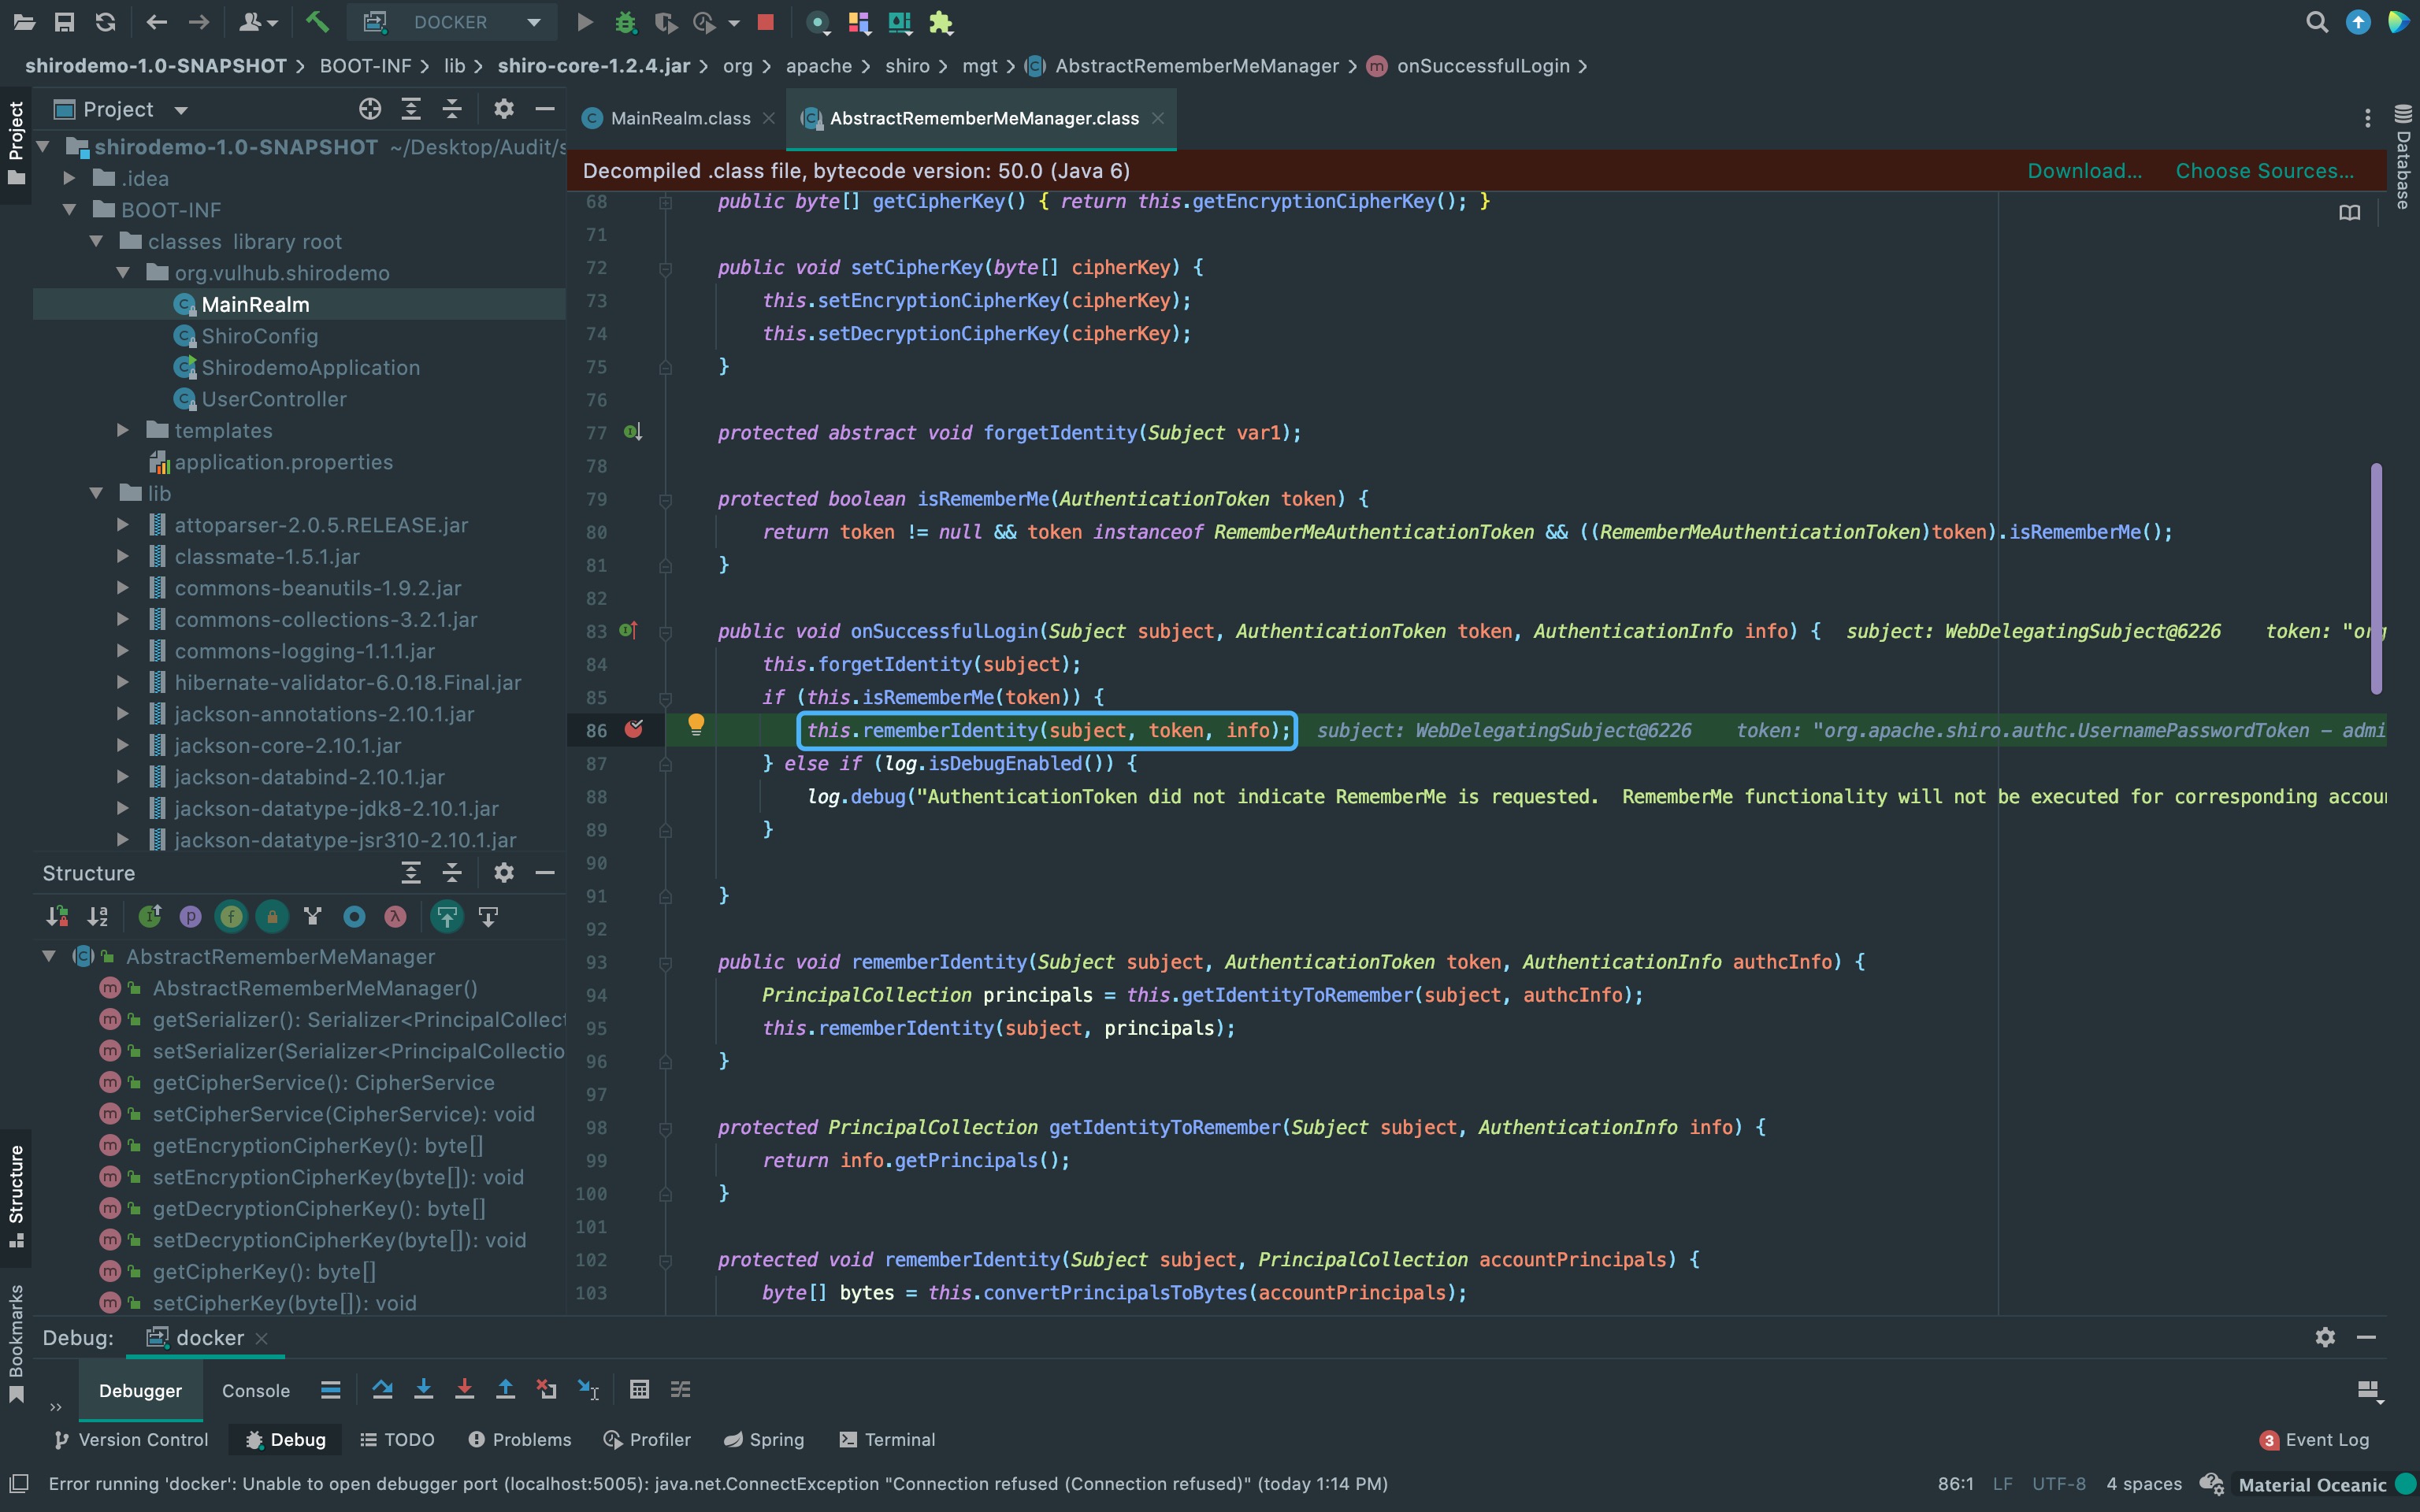 DOCKER
shirodemo-1.0-SNAPSHOT › BOOT-INF › lib › shiro-core-1.2.4.jar › org › apache › shiro › mgt › AbstractRememberMeManager › onSuccessfulLogin ›
Project
Project
shirodemo-1.0-SNAPSHOT ~/Desktop/Audit/s
.idea
BOOT-INF
classes library root
org.vulhub.shirodemo
MainRealm
ShiroConfig
ShirodemoApplication
UserController
templates
application.properties
lib
attoparser-2.0.5.RELEASE.jar
classmate-1.5.1.jar
commons-beanutils-1.9.2.jar
commons-collections-3.2.1.jar
commons-logging-1.1.1.jar
hibernate-validator-6.0.18.Final.jar
jackson-annotations-2.10.1.jar
jackson-core-2.10.1.jar
jackson-databind-2.10.1.jar
jackson-datatype-jdk8-2.10.1.jar
jackson-datatype-jsr310-2.10.1.jar
Structure
AbstractRememberMeManager
AbstractRememberMeManager()
getSerializer(): Serializer<PrincipalCollect
setSerializer(Serializer<PrincipalCollectio
getCipherService(): CipherService
setCipherService(CipherService): void
getEncryptionCipherKey(): byte[]
setEncryptionCipherKey(byte[]): void
getDecryptionCipherKey(): byte[]
setDecryptionCipherKey(byte[]): void
getCipherKey(): byte[]
setCipherKey(byte[]): void
Structure
Bookmarks
MainRealm.class
AbstractRememberMeManager.class
Database
Decompiled .class file, bytecode version: 50.0 (Java 6) Download... Choose Sources...
68 public byte[] getCipherKey() { return this.getEncryptionCipherKey(); }
71
72 public void setCipherKey(byte[] cipherKey) {
73 this.setEncryptionCipherKey(cipherKey);
74 this.setDecryptionCipherKey(cipherKey);
75 }
76
77 protected abstract void forgetIdentity(Subject var1);
78
79 protected boolean isRememberMe(AuthenticationToken token) {
80 return token != null && token instanceof RememberMeAuthenticationToken && ((RememberMeAuthenticationToken)token).isRememberMe();
81 }
82
83 public void onSuccessfulLogin(Subject subject, AuthenticationToken token, AuthenticationInfo info) { subject: WebDelegatingSubject@6226 token: "org
84 this.forgetIdentity(subject);
85 if (this.isRememberMe(token)) {
86 this.rememberIdentity(subject, token, info); subject: WebDelegatingSubject@6226 token: "org.apache.shiro.authc.UsernamePasswordToken – admi
87 } else if (log.isDebugEnabled()) {
88 log.debug("AuthenticationToken did not indicate RememberMe is requested.  RememberMe functionality will not be executed for corresponding accou
89 }
90
91 }
92
93 public void rememberIdentity(Subject subject, AuthenticationToken token, AuthenticationInfo authcInfo) {
94 PrincipalCollection principals = this.getIdentityToRemember(subject, authcInfo);
95 this.rememberIdentity(subject, principals);
96 }
97
98 protected PrincipalCollection getIdentityToRemember(Subject subject, AuthenticationInfo info) {
99 return info.getPrincipals();
100 }
101
102 protected void rememberIdentity(Subject subject, PrincipalCollection accountPrincipals) {
103 byte[] bytes = this.convertPrincipalsToBytes(accountPrincipals);
Debug: docker
Debugger Console
Version Control Debug TODO Problems Profiler Spring Terminal 3 Event Log
Error running 'docker': Unable to open debugger port (localhost:5005): java.net.ConnectException "Connection refused (Connection refused)" (today 1:14 PM) 86:1 LF UTF-8 4 spaces Material Oceanic